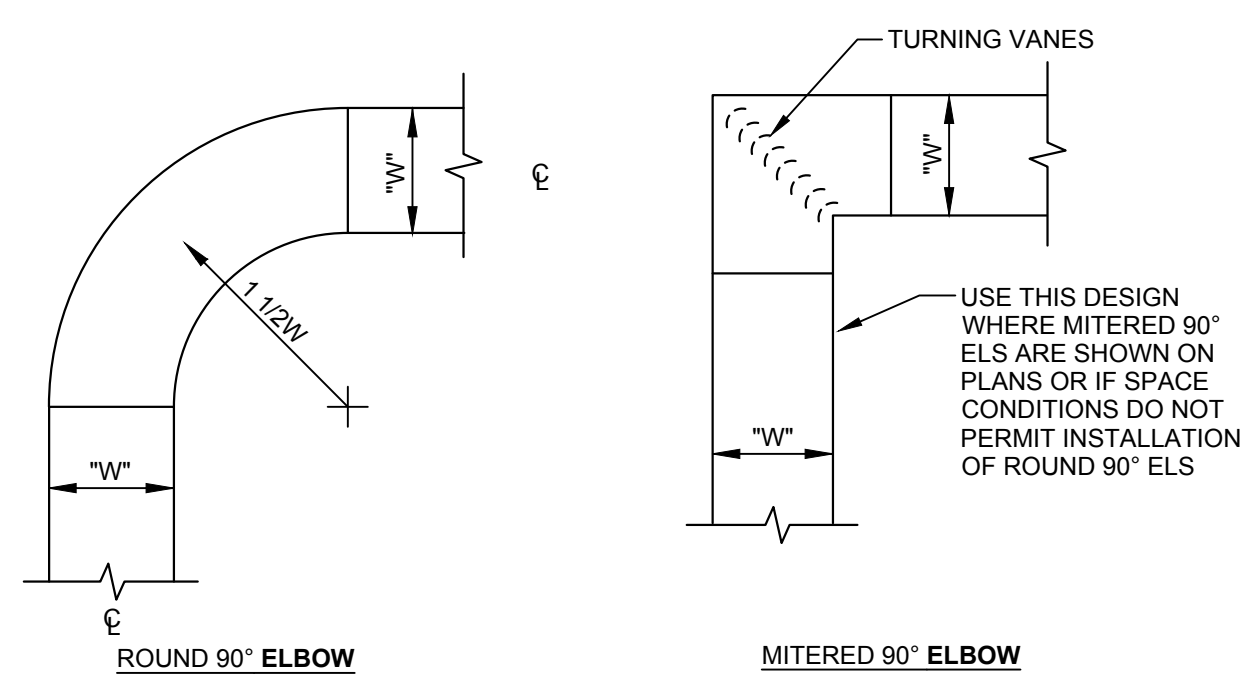 "W"
℄
1 1/2W
"W"
℄
ROUND 90° ELBOW
TURNING VANES
"W"
USE THIS DESIGN
WHERE MITERED 90°
ELS ARE SHOWN ON
PLANS OR IF SPACE
CONDITIONS DO NOT
PERMIT INSTALLATION
OF ROUND 90° ELS
"W"
MITERED 90° ELBOW